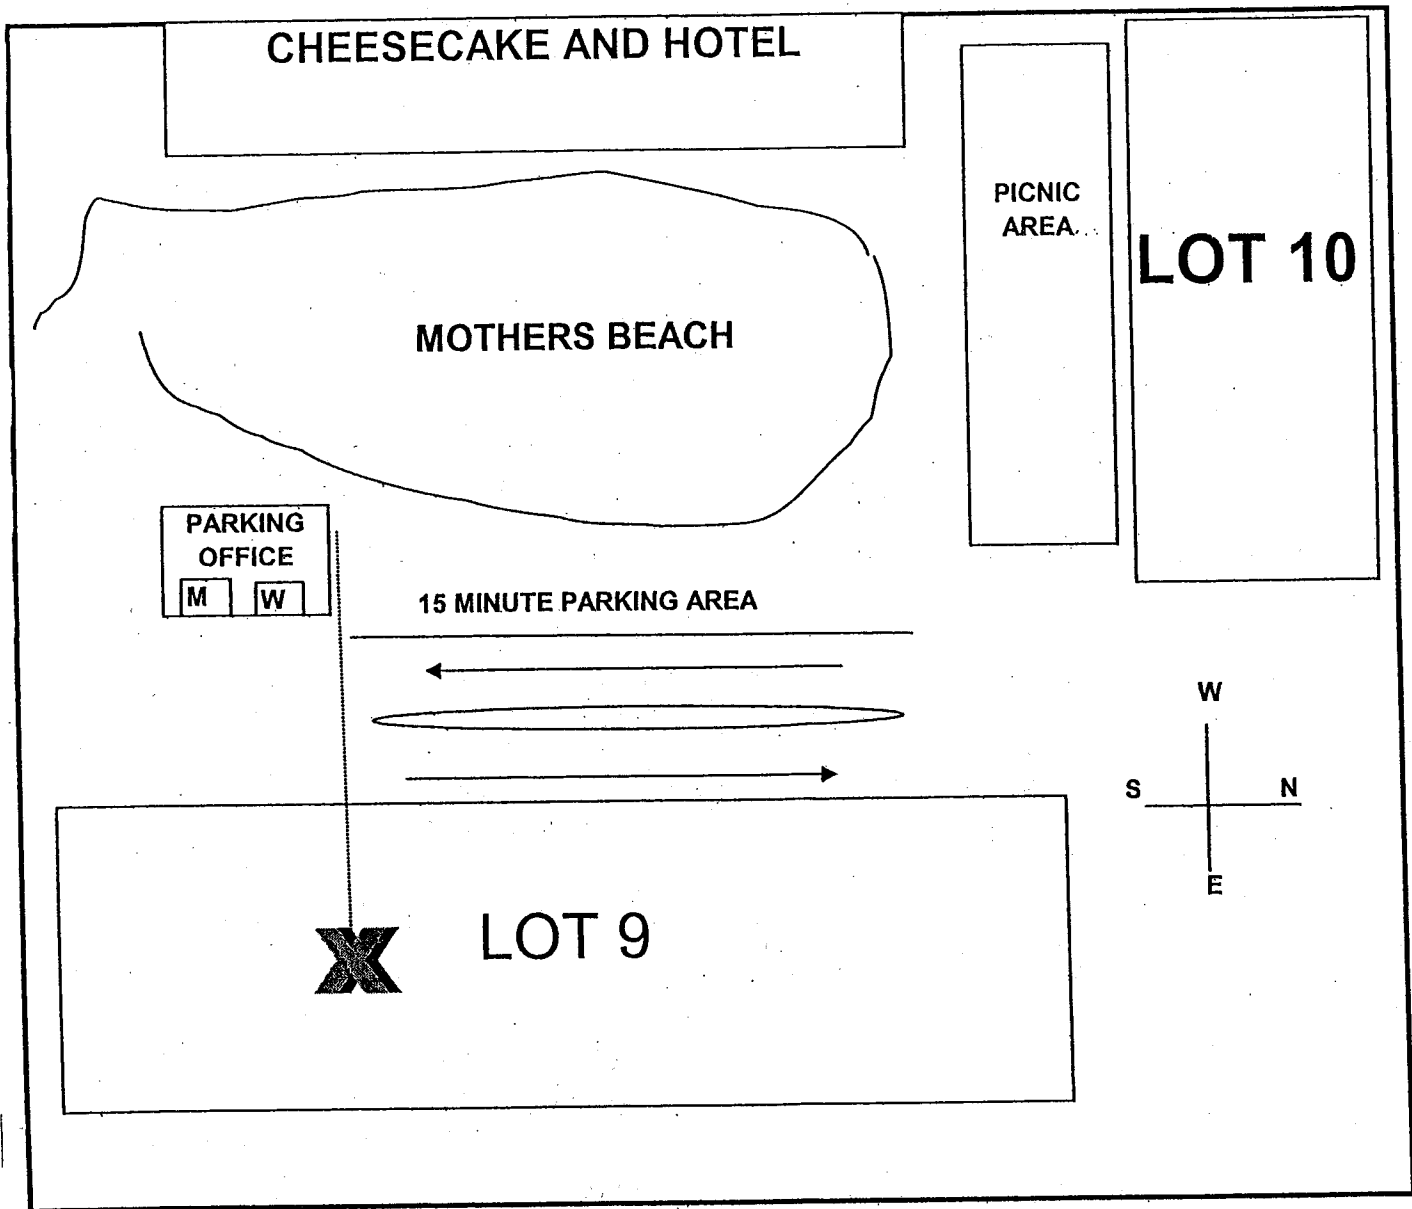 CHEESECAKE AND HOTEL
PICNIC
AREA
LOT 10
MOTHERS BEACH
PARKING
OFFICE
M W
15 MINUTE PARKING AREA
W
S N
E
X
LOT 9